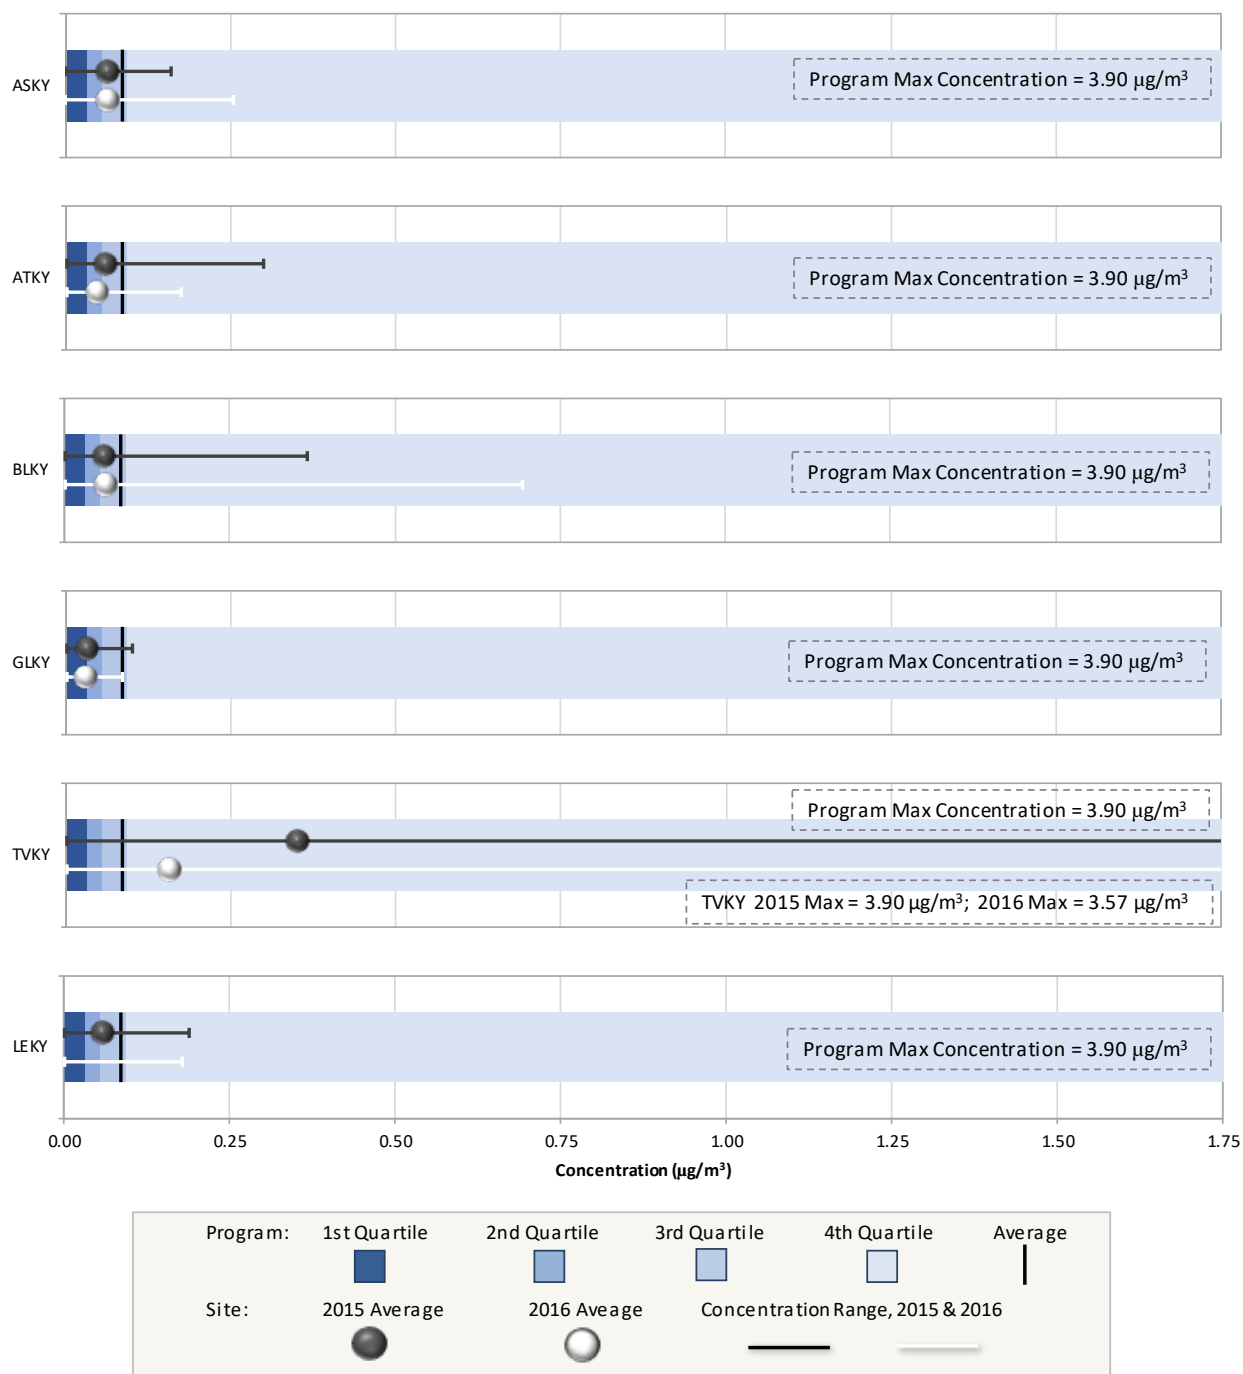 ASKY
Program Max Concentration = 3.90 µg/m³
ATKY
Program Max Concentration = 3.90 µg/m³
BLKY
Program Max Concentration = 3.90 µg/m³
GLKY
Program Max Concentration = 3.90 µg/m³
Program Max Concentration = 3.90 µg/m³
TVKY
TVKY 2015 Max = 3.90 µg/m³; 2016 Max = 3.57 µg/m³
LEKY
Program Max Concentration = 3.90 µg/m³
0.00 0.25 0.50 0.75 1.00 1.25 1.50 1.75
Concentration (µg/m³)
Program: 1st Quartile 2nd Quartile 3rd Quartile 4th Quartile Average
Site: 2015 Average 2016 Aveage Concentration Range, 2015 & 2016